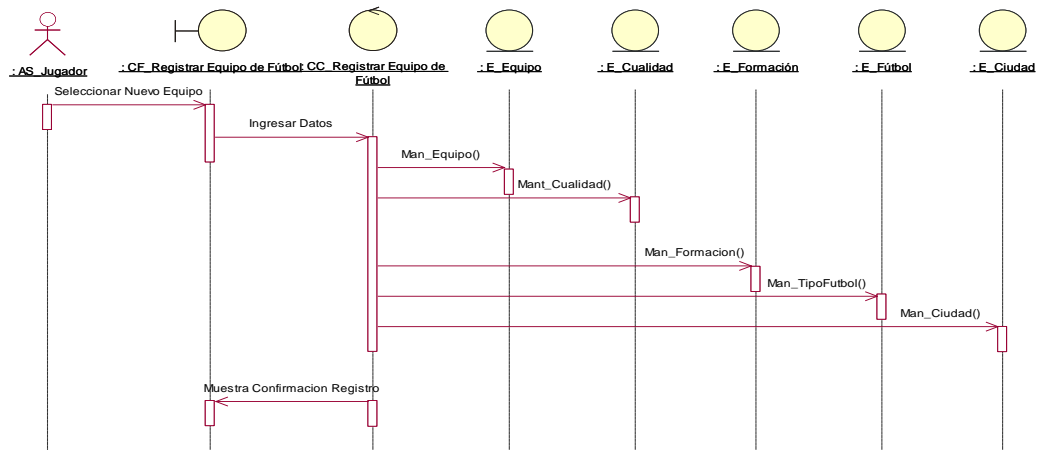 : AS_Jugador
: CF_Registrar Equipo de Fútbol
: CC_Registrar Equipo de
Fútbol
: E_Equipo
: E_Cualidad
: E_Formación
: E_Fútbol
: E_Ciudad
Seleccionar Nuevo Equipo
Ingresar Datos
Man_Equipo()
Mant_Cualidad()
Man_Formacion()
Man_TipoFutbol()
Man_Ciudad()
Muestra Confirmacion Registro